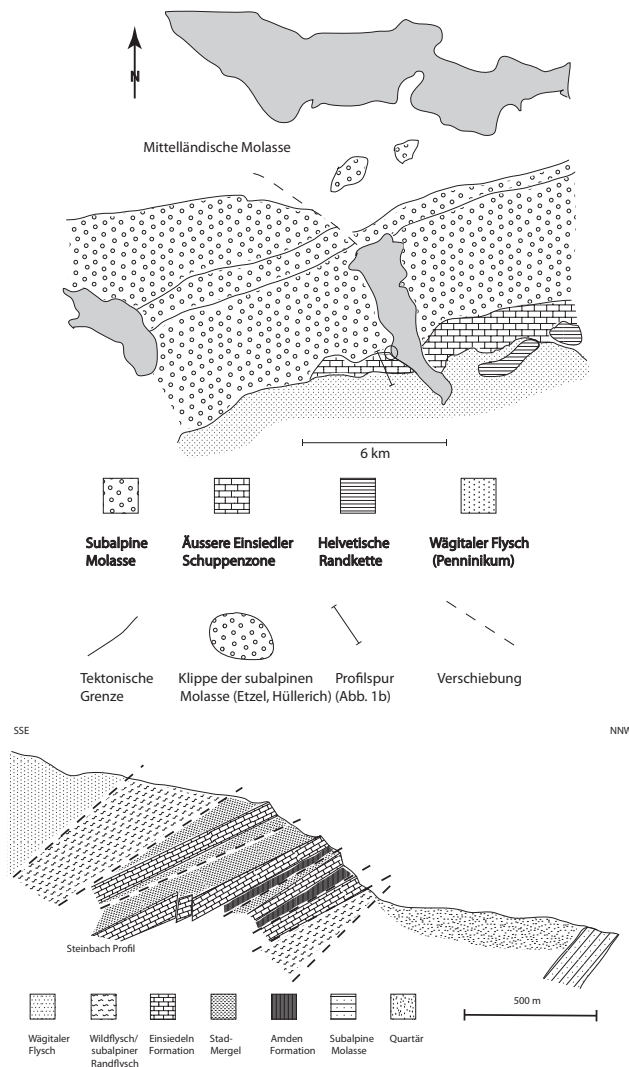 N
Mittelländische Molasse
6 km
Subalpine
Molasse
Äussere Einsiedler
Schuppenzone
Helvetische
Randkette
Wägitaler Flysch
(Penninikum)
Tektonische
Grenze
Klippe der subalpinen
Molasse (Etzel, Hüllerich)
Profilspur
(Abb. 1b)
Verschiebung
SSE
NNW
Steinbach Profil
500 m
Wägitaler
Flysch
Wildflysch/
subalpiner
Randflysch
Einsiedeln
Formation
Stad-
Mergel
Amden
Formation
Subalpine
Molasse
Quartär